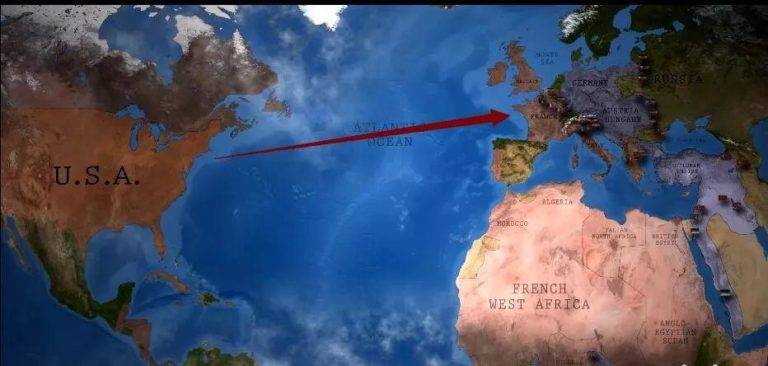 NORTH
SEA
BRITAIN
GERMANY
RUSSIA
FRANCE
AUSTRIA
HUNGARY
ATLANTIC
OCEAN
U.S.A.
OTTOMAN
EMPIRE
ALGERIA
MOROCCO
ITALIAN
NORTH AFRICA
BRITISH
EGYPT
FRENCH
WEST AFRICA
ANGLO-
EGYPTIAN
SUDAN